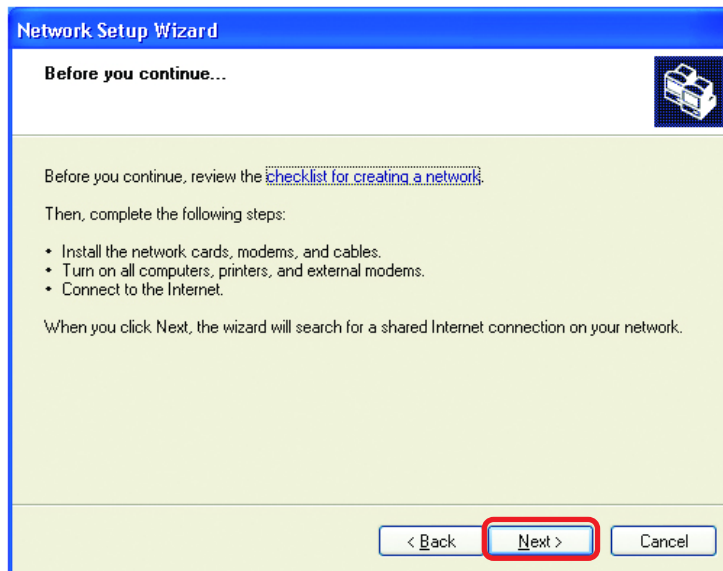 Network Setup Wizard
Before you continue...
Before you continue, review the checklist for creating a network.
Then, complete the following steps:
• Install the network cards, modems, and cables.
• Turn on all computers, printers, and external modems.
• Connect to the Internet.
When you click Next, the wizard will search for a shared Internet connection on your network.
< Back Next > Cancel